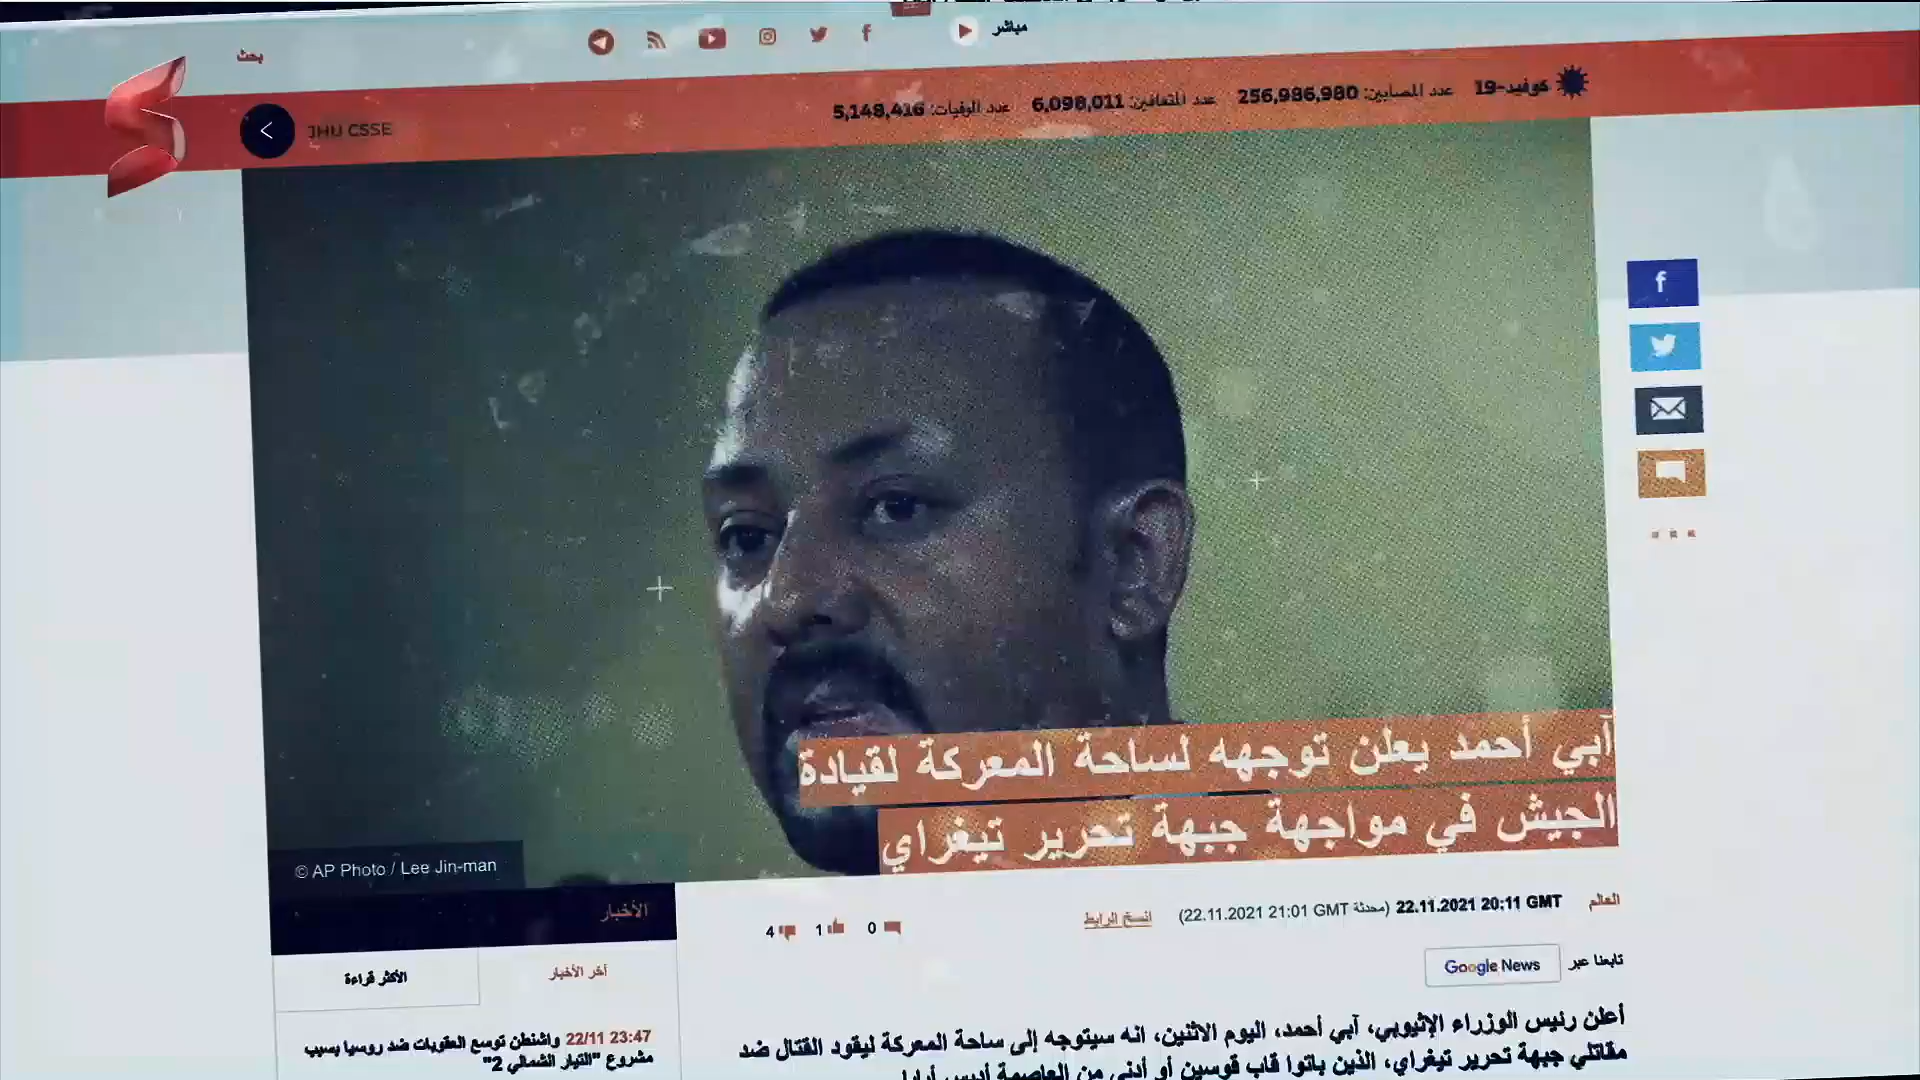 مباشر
بحث
كوفيد-19 عدد المصابين: 256,986,980 عدد المتعافين: 6,098,011 عدد الوفيات: 5,148,416
JHU CSSE
آبي أحمد يعلن توجهه لساحة المعركة لقيادة
الجيش في مواجهة جبهة تحرير تيغراي
© AP Photo / Lee Jin-man
العالم
22.11.2021 20:11 GMT (محدثة 22.11.2021 21:01 GMT)
انسخ الرابط
0
1
4
تابعنا عبر
Google News
أعلن رئيس الوزراء الإثيوبي، آبي أحمد، اليوم الاثنين، انه سيتوجه إلى ساحة المعركة ليقود القتال ضد
مقاتلي جبهة تحرير تيغراي، الذين باتوا قاب قوسين أو أدنى من العاصمة أديس أبابا.
الأخبار
أخر الأخبار
الأكثر قراءة
22/11 23:47 واشنطن توسع العقوبات ضد روسيا بسبب
مشروع "التيار الشمالي 2"